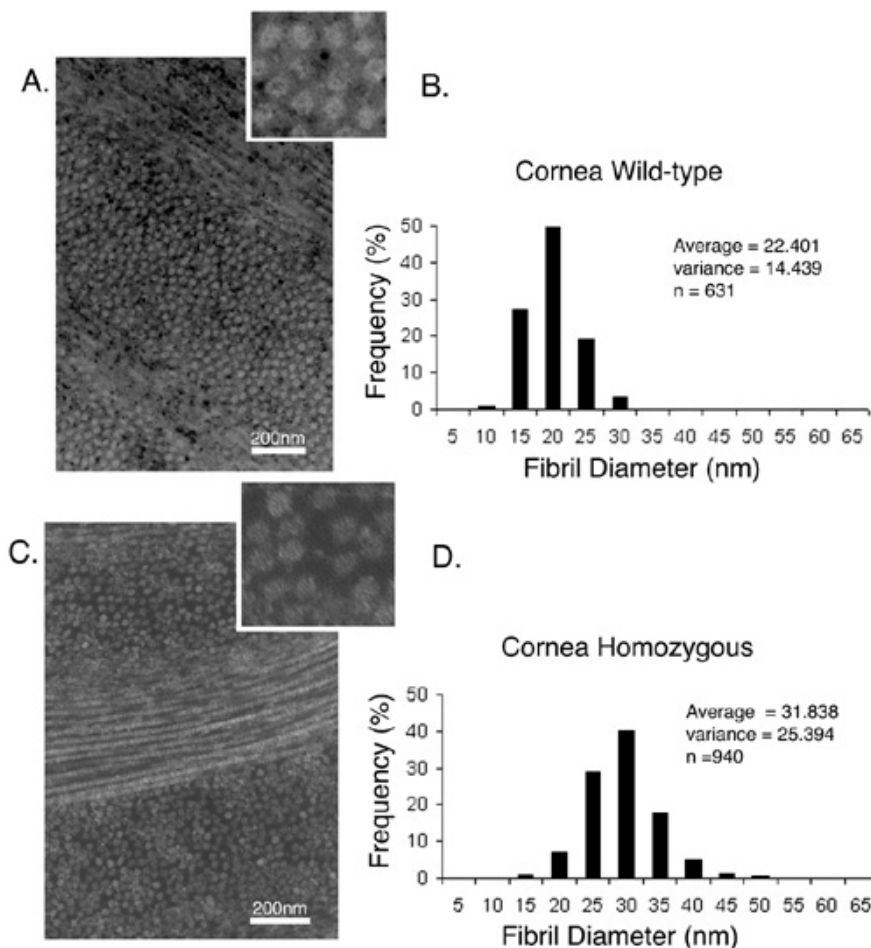 A.
200nm
B.
Cornea Wild-type
Frequency (%)
50
40
30
20
10
0
Average = 22.401
variance = 14.439
n = 631
5 10 15 20 25 30 35 40 45 50 55 60 65
Fibril Diameter (nm)
C.
200nm
D.
Cornea Homozygous
Frequency (%)
50
40
30
20
10
0
Average = 31.838
variance = 25.394
n =940
5 10 15 20 25 30 35 40 45 50 55 60 65
Fibril Diameter (nm)